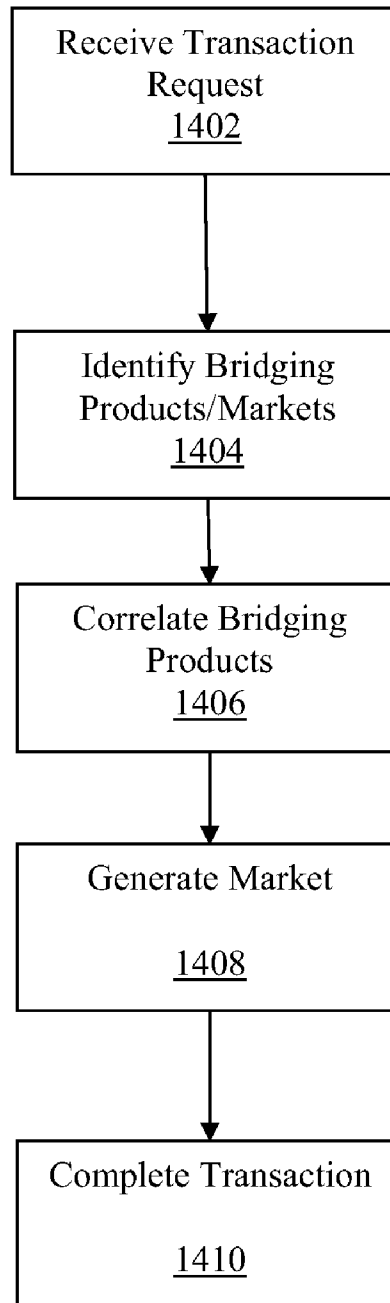 Receive Transaction
Request
1402
Identify Bridging
Products/Markets
1404
Correlate Bridging
Products
1406
Generate Market
1408
Complete Transaction
1410